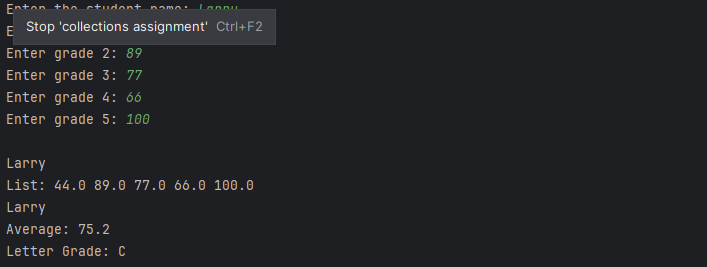 Enter the student name: Larry
Stop 'collections assignment' Ctrl+F2
E
Enter grade 2: 89
Enter grade 3: 77
Enter grade 4: 66
Enter grade 5: 100
Larry
List: 44.0 89.0 77.0 66.0 100.0
Larry
Average: 75.2
Letter Grade: C